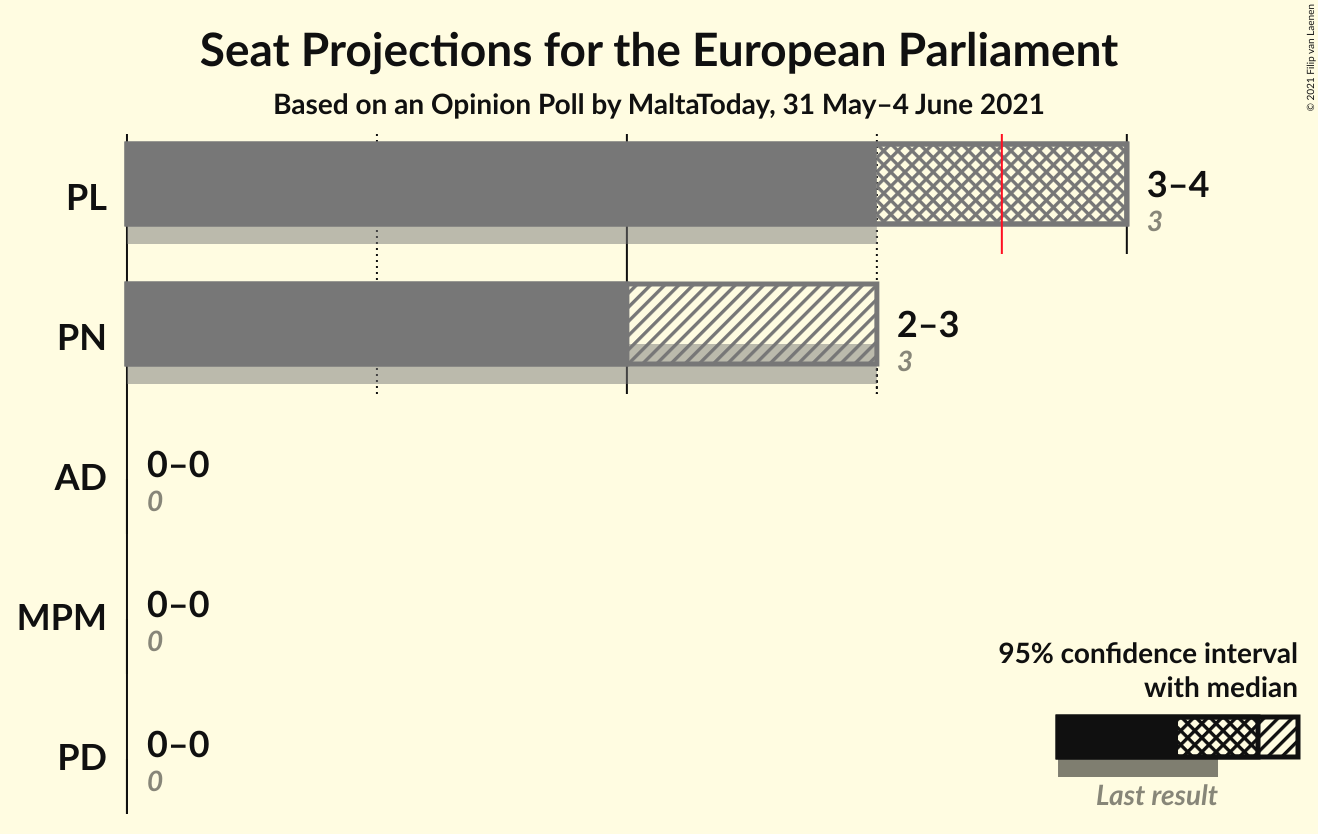 Seat Projections for the European Parliament
Based on an Opinion Poll by MaltaToday, 31 May–4 June 2021
© 2021 Filip van Laenen
PL
3–4
3
PN
2–3
3
AD
0–0
0
MPM
0–0
0
PD
0–0
0
95% confidence interval
with median
Last result